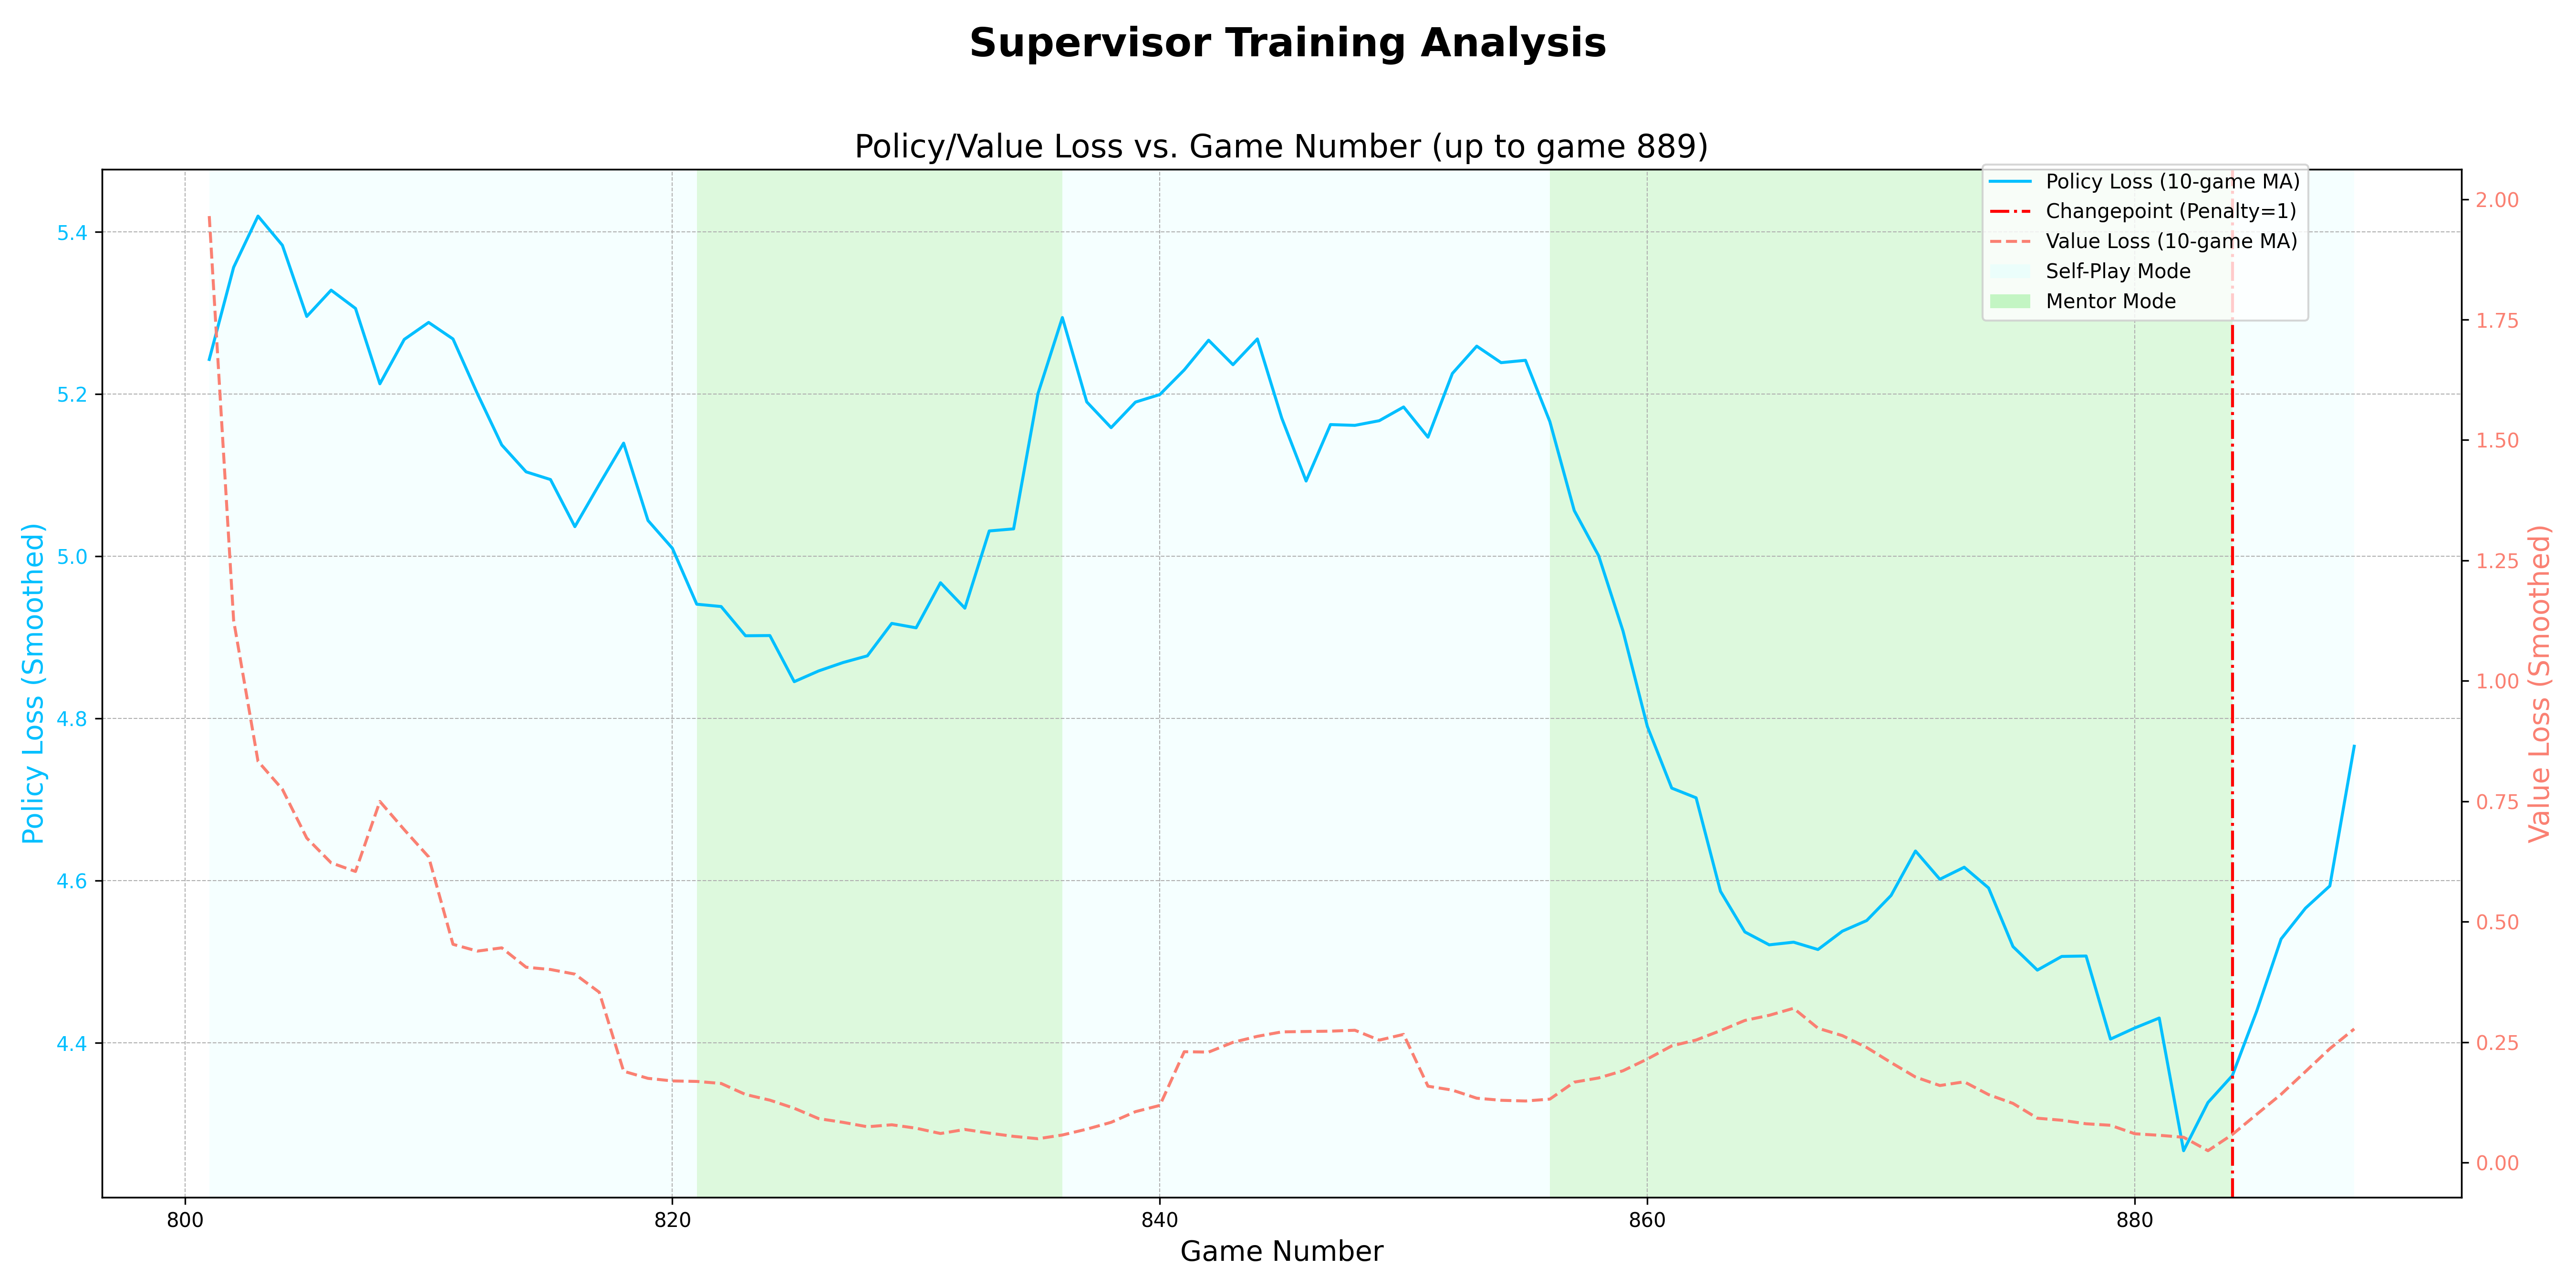 Supervisor Training Analysis
Policy/Value Loss vs. Game Number (up to game 889)
Policy Loss (10-game MA)
Changepoint (Penalty=1)
Value Loss (10-game MA)
Self-Play Mode
Mentor Mode
Policy Loss (Smoothed)
5.4
5.2
5.0
4.8
4.6
4.4
2.00
1.75
1.50
1.25
1.00
0.75
0.50
0.25
0.00
Value Loss (Smoothed)
800
820
840
860
880
Game Number